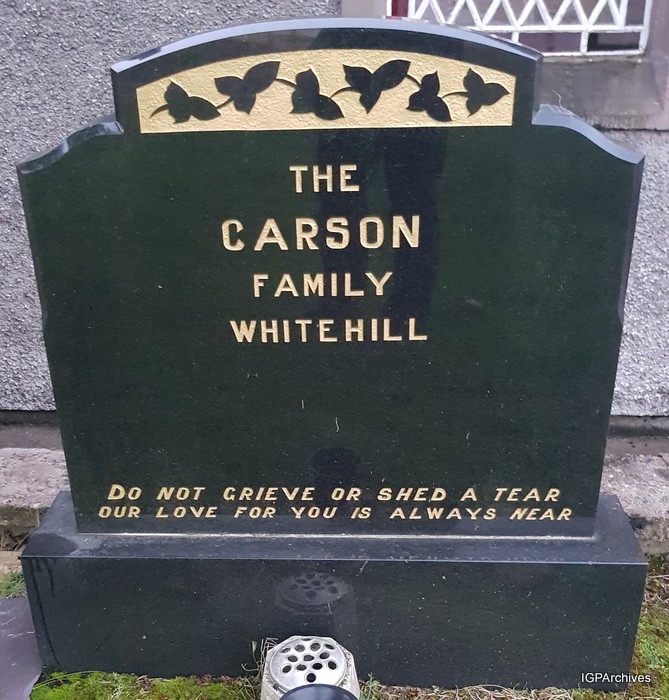 THE
CARSON
FAMILY
WHITEHILL
DO NOT GRIEVE OR SHED A TEAR
OUR LOVE FOR YOU IS ALWAYS NEAR
IGPArchives